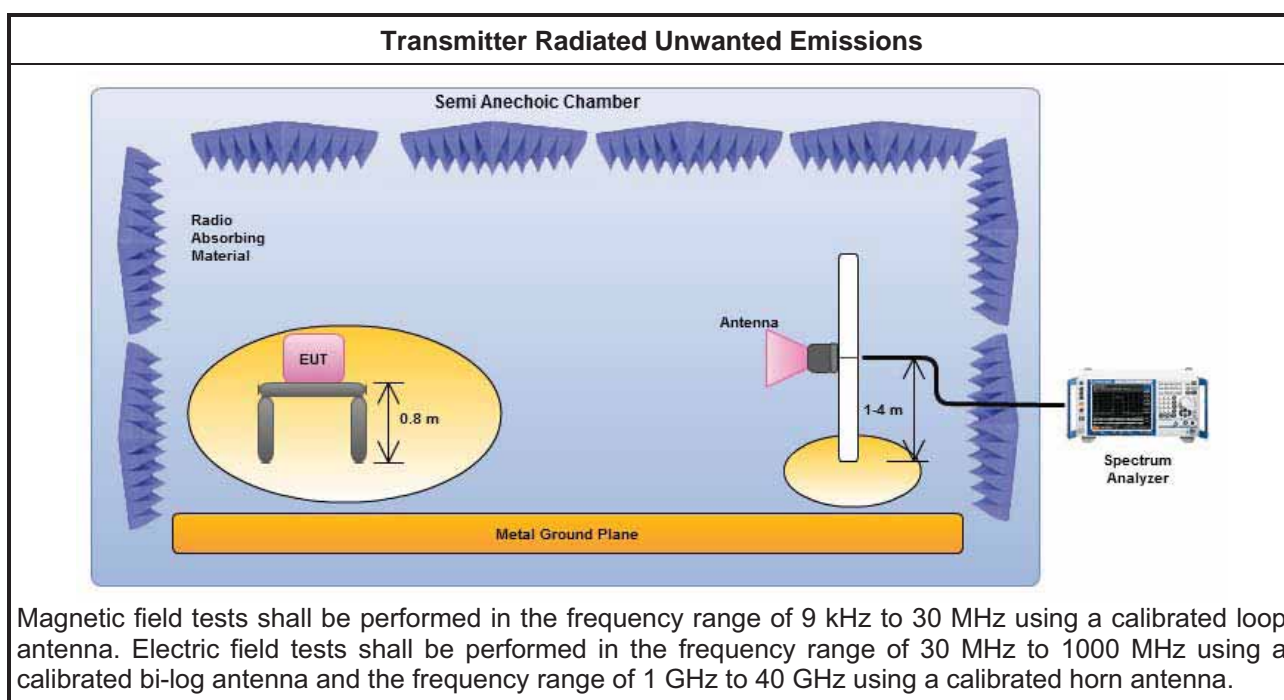 Transmitter Radiated Unwanted Emissions
Semi Anechoic Chamber
Radio
Absorbing
Material
Antenna
EUT
0.8 m
1-4 m
Spectrum
Analyzer
Metal Ground Plane
Magnetic field tests shall be performed in the frequency range of 9 kHz to 30 MHz using a calibrated loop
antenna. Electric field tests shall be performed in the frequency range of 30 MHz to 1000 MHz using a
calibrated bi-log antenna and the frequency range of 1 GHz to 40 GHz using a calibrated horn antenna.